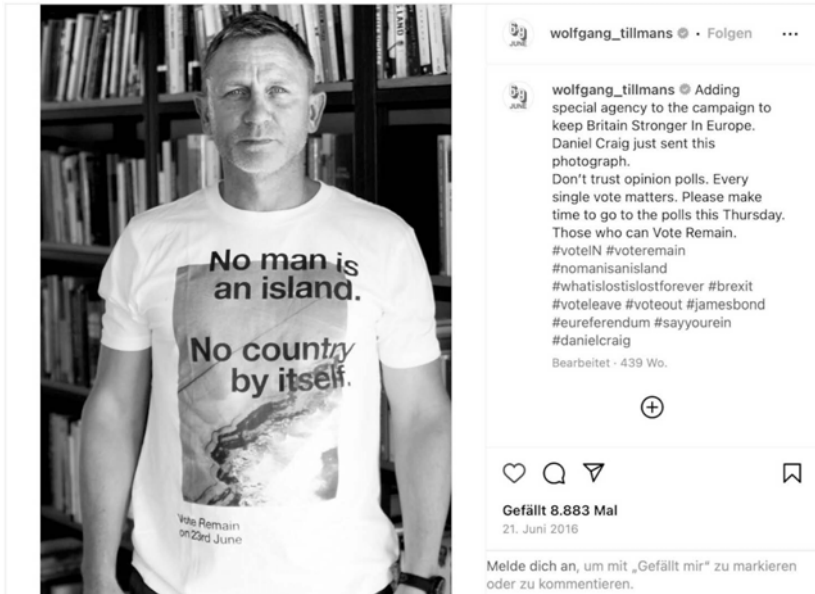 No man is
an island.
No country
by itself.
Vote Remain
on 23rd June
wolfgang_tillmans • Folgen
wolfgang_tillmans Adding
special agency to the campaign to
keep Britain Stronger In Europe.
Daniel Craig just sent this
photograph.
Don't trust opinion polls. Every
single vote matters. Please make
time to go to the polls this Thursday.
Those who can Vote Remain.
#voteIN #voteremain
#nomanisanisland
#whatislostislostforever #brexit
#voteleave #voteout #jamesbond
#eureferendum #sayyourein
#danielcraig
Bearbeitet · 439 Wo.
Gefällt 8.883 Mal
21. Juni 2016
Melde dich an, um mit „Gefällt mir“ zu markieren
oder zu kommentieren.